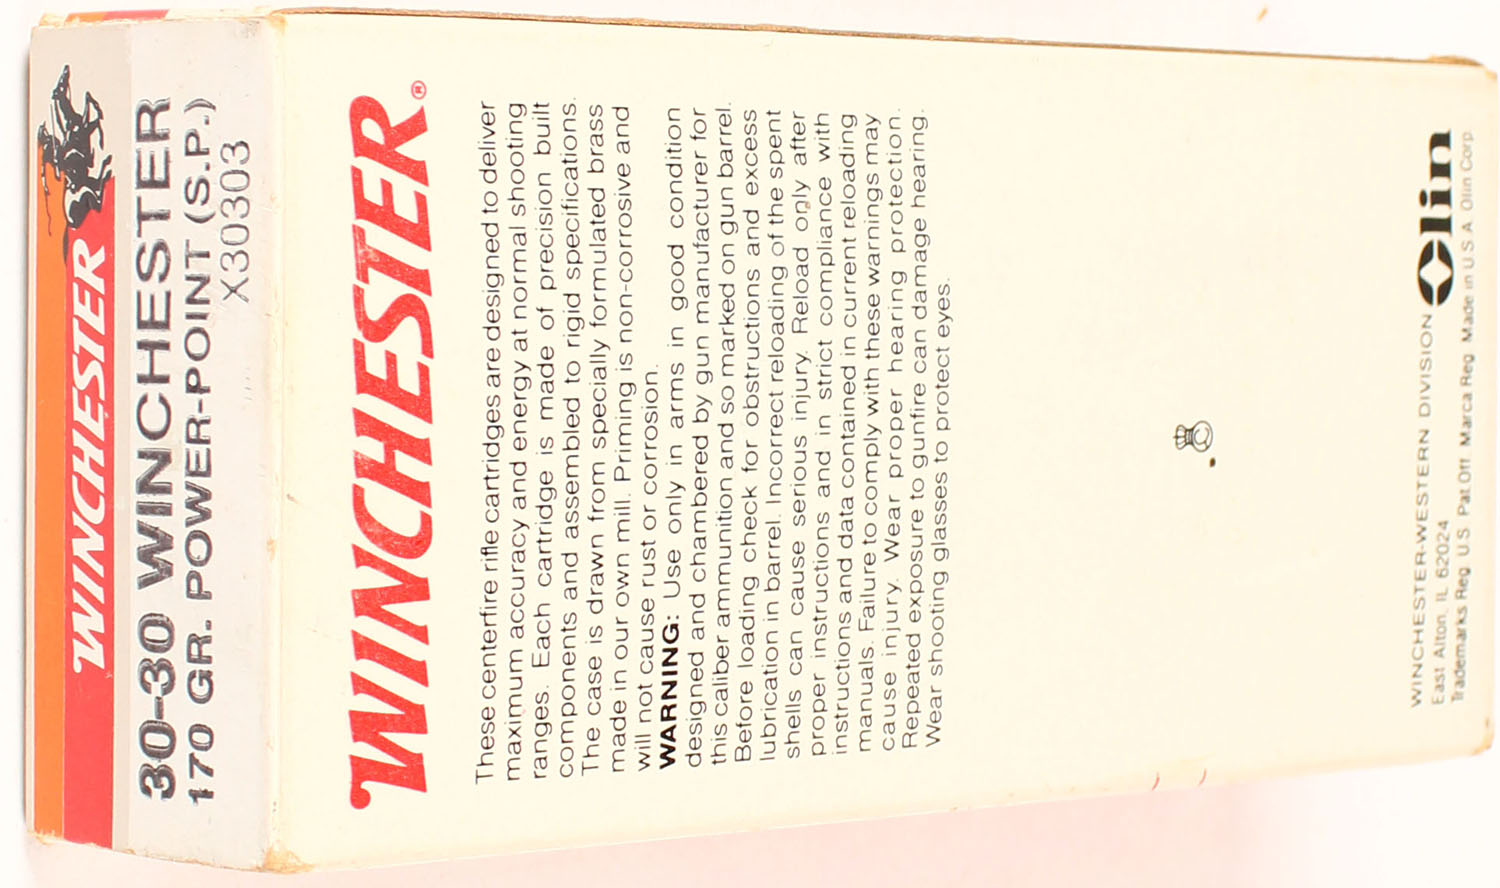 WINCHESTER
30-30 WINCHESTER
170 GR. POWER-POINT (S.P.)
X30303
WINCHESTER®
These centerfire rifle cartridges are designed to deliver
maximum accuracy and energy at normal shooting
ranges. Each cartridge is made of precision built
components and assembled to rigid specifications.
The case is drawn from specially formulated brass
made in our own mill. Priming is non-corrosive and
will not cause rust or corrosion.
WARNING: Use only in arms in good condition
designed and chambered by gun manufacturer for
this caliber ammunition and so marked on gun barrel.
Before loading check for obstructions and excess
lubrication in barrel. Incorrect reloading of the spent
shells can cause serious injury. Reload only after
proper instructions and in strict compliance with
instructions and data contained in current reloading
manuals. Failure to comply with these warnings may
cause injury. Wear proper hearing protection.
Repeated exposure to gunfire can damage hearing.
Wear shooting glasses to protect eyes.
WINCHESTER-WESTERN DIVISION Olin
East Alton, IL 62024
Trademarks Reg. U S Pat Off Marca Reg Made in U S A Olin Corp